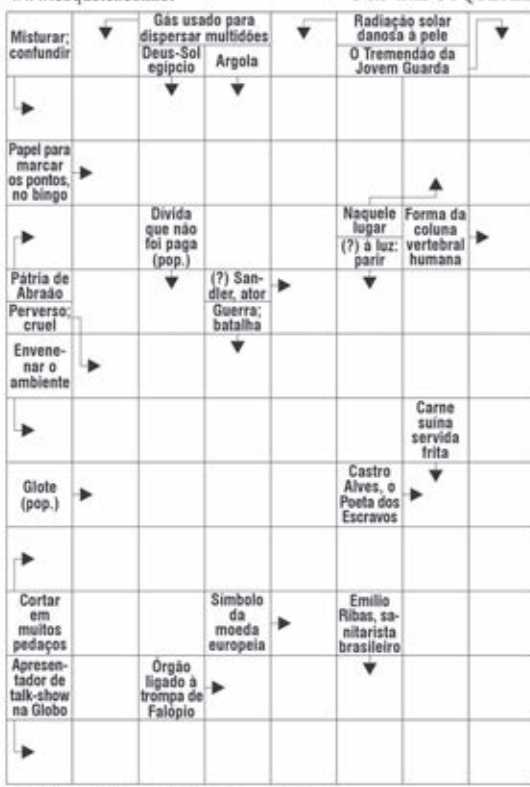 Misturar;
confundir
Gás usado para
dispersar multidões
Deus-Sol
egípcio
Argola
Radiação solar
danosa à pele
O Tremendão da
Jovem Guarda
Papel para
marcar
os pontos,
no bingo
Dívida
que não
foi paga
(pop.)
Naquele
lugar
(?) à luz:
parir
Forma da
coluna
vertebral
humana
Pátria de
Abraão
Perverso;
cruel
(?) San-
dler, ator
Guerra;
batalha
Envene-
nar o
ambiente
Carne
suína
servida
frita
Glote
(pop.)
Castro
Alves, o
Poeta dos
Escravos
Cortar
em
muitos
pedaços
Símbolo
da
moeda
europeia
Emílio
Ribas, sa-
nitarista
brasileiro
Apresen-
tador de
talk-show
na Globo
Órgão
ligado à
trompa de
Falópio